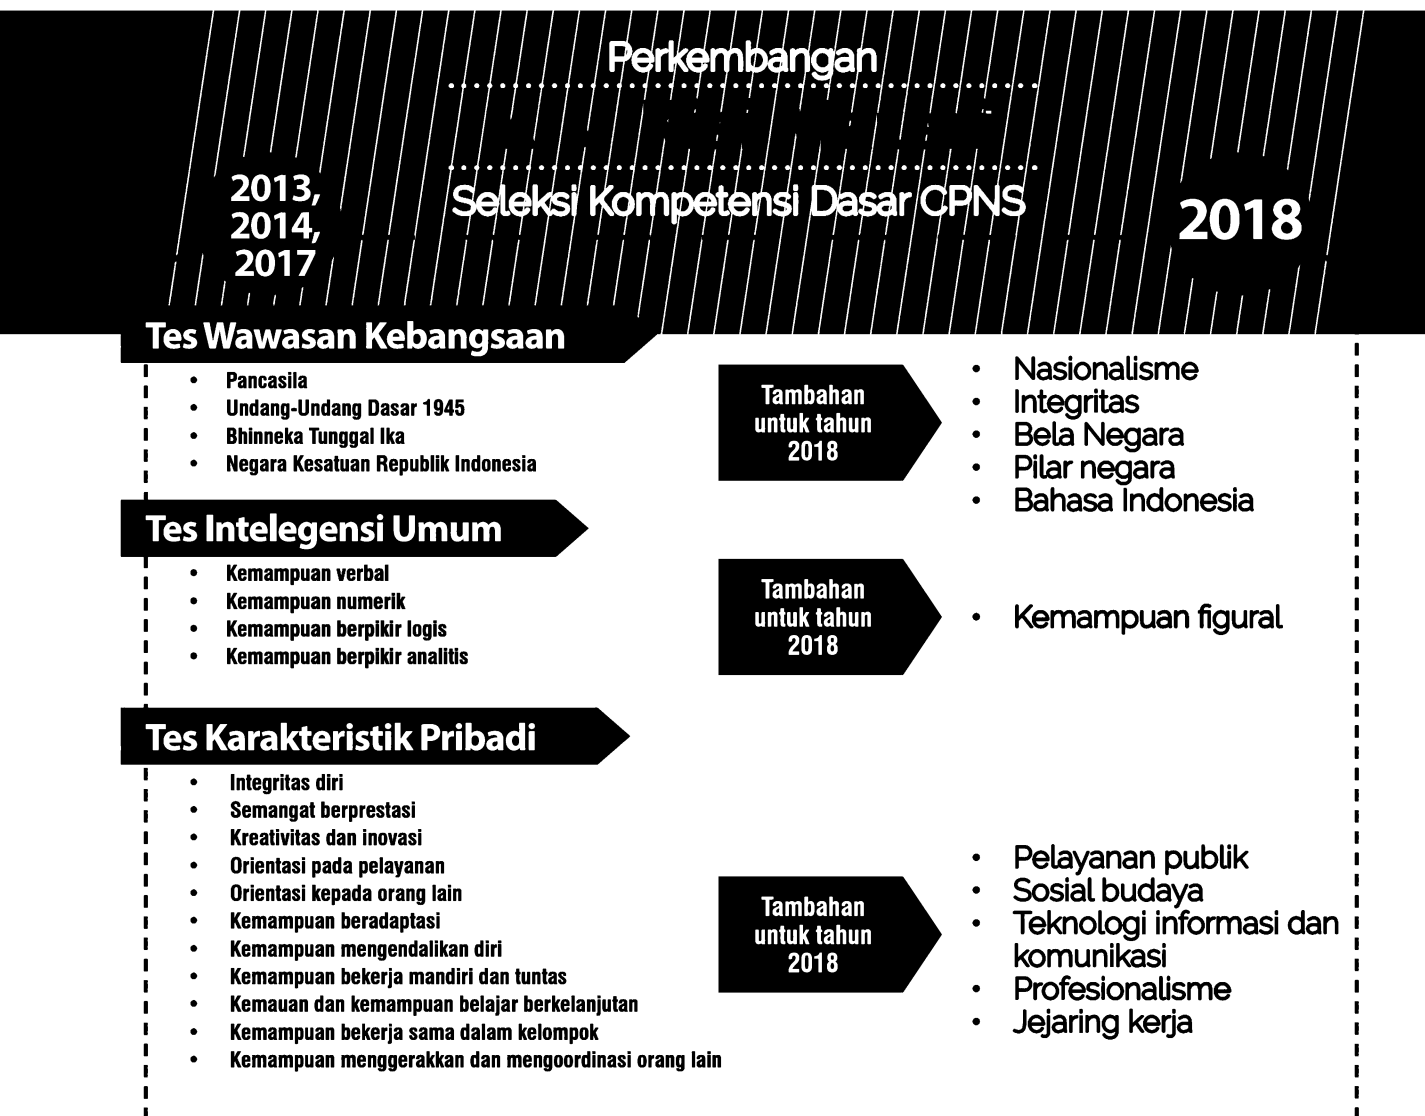 Perkembangan
Seleksi Kompetensi Dasar CPNS
2013,
2014,
2017
2018
Tes Wawasan Kebangsaan
• Pancasila
• Undang-Undang Dasar 1945
• Bhinneka Tunggal Ika
• Negara Kesatuan Republik Indonesia
Tambahan
untuk tahun
2018
• Nasionalisme
• Integritas
• Bela Negara
• Pilar negara
• Bahasa Indonesia
Tes Intelegensi Umum
• Kemampuan verbal
• Kemampuan numerik
• Kemampuan berpikir logis
• Kemampuan berpikir analitis
Tambahan
untuk tahun
2018
• Kemampuan figural
Tes Karakteristik Pribadi
• Integritas diri
• Semangat berprestasi
• Kreativitas dan inovasi
• Orientasi pada pelayanan
• Orientasi kepada orang lain
• Kemampuan beradaptasi
• Kemampuan mengendalikan diri
• Kemampuan bekerja mandiri dan tuntas
• Kemauan dan kemampuan belajar berkelanjutan
• Kemampuan bekerja sama dalam kelompok
• Kemampuan menggerakkan dan mengoordinasi orang lain
Tambahan
untuk tahun
2018
• Pelayanan publik
• Sosial budaya
• Teknologi informasi dan
komunikasi
• Profesionalisme
• Jejaring kerja